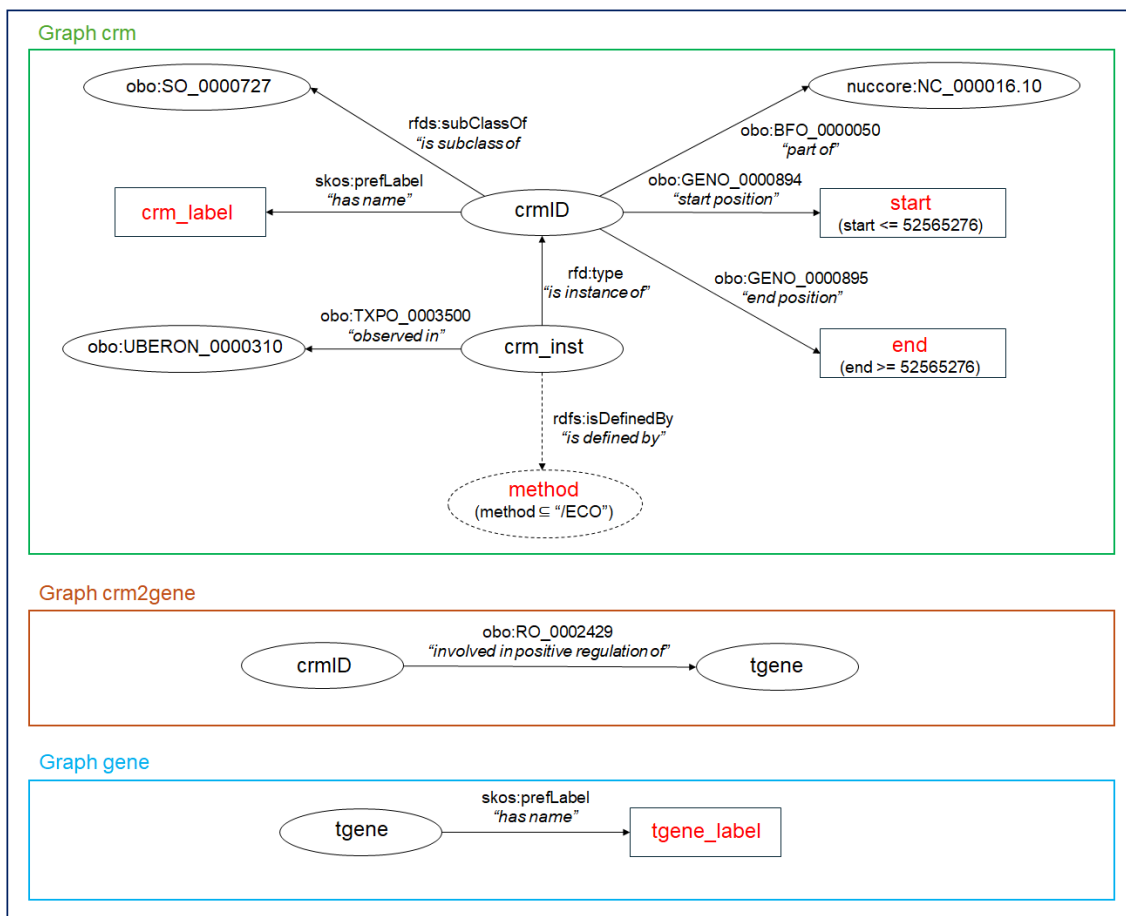 Graph crm
obo:SO_0000727
nuccore:NC_000016.10
rfds:subClassOf
"is subclass of
obo:BFO_0000050
"part of"
skos:prefLabel
"has name"
obo:GENO_0000894
"start position"
crm_label
crmID
start
(start <= 52565276)
rfd:type
"is instance of"
obo:GENO_0000895
"end position"
obo:TXPO_0003500
"observed in"
obo:UBERON_0000310
crm_inst
end
(end >= 52565276)
rdfs:isDefinedBy
"is defined by"
method
(method ⊆ "/ECO")
Graph crm2gene
obo:RO_0002429
"involved in positive regulation of"
crmID
tgene
Graph gene
skos:prefLabel
"has name"
tgene
tgene_label